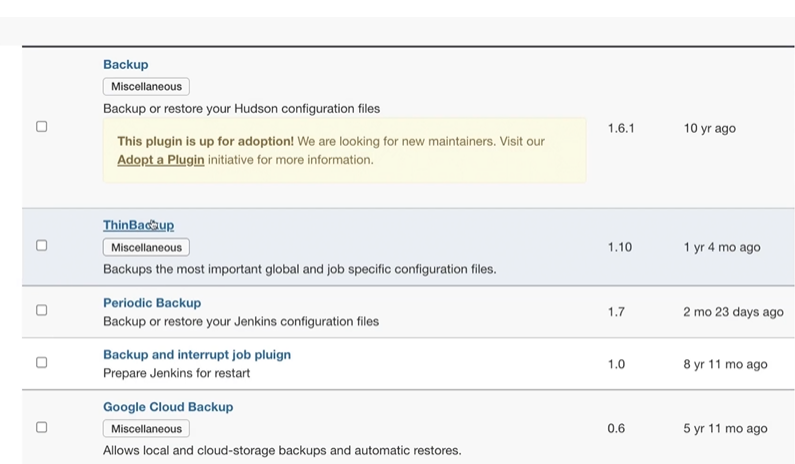 Backup
Miscellaneous
Backup or restore your Hudson configuration files
This plugin is up for adoption! We are looking for new maintainers. Visit our
Adopt a Plugin initiative for more information.
1.6.1
10 yr ago
ThinBackup
Miscellaneous
Backups the most important global and job specific configuration files.
1.10
1 yr 4 mo ago
Periodic Backup
Backup or restore your Jenkins configuration files
1.7
2 mo 23 days ago
Backup and interrupt job pluign
Prepare Jenkins for restart
1.0
8 yr 11 mo ago
Google Cloud Backup
Miscellaneous
Allows local and cloud-storage backups and automatic restores.
0.6
5 yr 11 mo ago